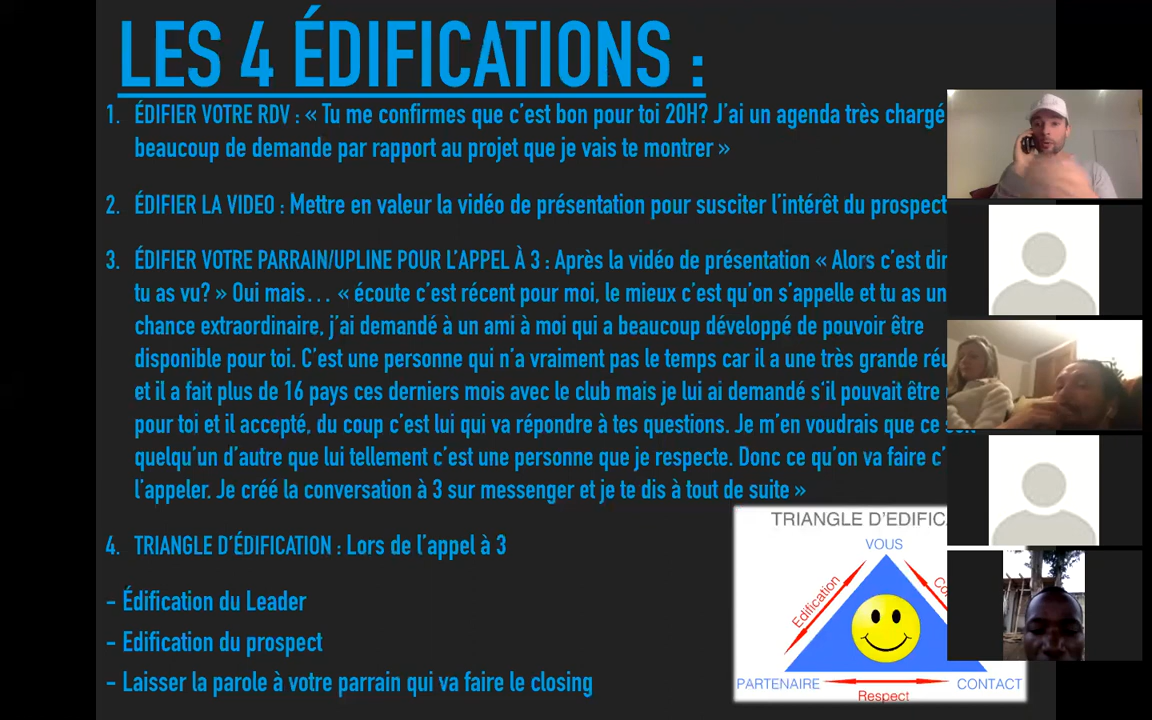 LES 4 ÉDIFICATIONS :
1. ÉDIFIER VOTRE RDV : « Tu me confirmes que c’est bon pour toi 20H? J’ai un agenda très chargé
beaucoup de demande par rapport au projet que je vais te montrer »
2. ÉDIFIER LA VIDEO : Mettre en valeur la vidéo de présentation pour susciter l’intérêt du prospect
3. ÉDIFIER VOTRE PARRAIN/UPLINE POUR L’APPEL À 3 : Après la vidéo de présentation « Alors c’est
tu as vu? » Oui mais... « écoute c’est récent pour moi, le mieux c’est qu’on s’appelle et tu as un
chance extraordinaire, j’ai demandé à un ami à moi qui a beaucoup développé de pouvoir être
disponible pour toi. C’est une personne qui n’a vraiment pas le temps car il a une très grande
et il a fait plus de 16 pays ces derniers mois avec le club mais je lui ai demandé s‘il pouvait être
pour toi et il accepté, du coup c’est lui qui va répondre à tes questions. Je m’en voudrais que ce
quelqu’un d’autre que lui tellement c’est une personne que je respecte. Donc ce qu’on va faire c’
l’appeler. Je créé la conversation à 3 sur messenger et je te dis à tout de suite »
4. TRIANGLE D’ÉDIFICATION : Lors de l’appel à 3
- Édification du Leader
- Edification du prospect
- Laisser la parole à votre parrain qui va faire le closing
TRIANGLE D’EDIFIC
VOUS
Edification
PARTENAIRE
Respect
CONTACT